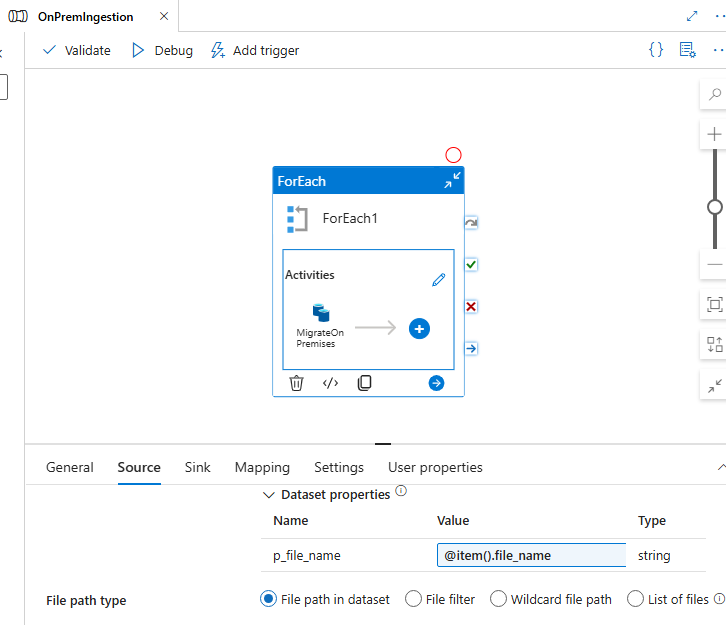 OnPremIngestion
Validate Debug Add trigger {}
ForEach
ForEach1
Activities
MigrateOn
Premises
</>
General Source Sink Mapping Settings User properties
Dataset properties
Name Value Type
p_file_name @item().file_name string
File path type File path in dataset File filter Wildcard file path List of files